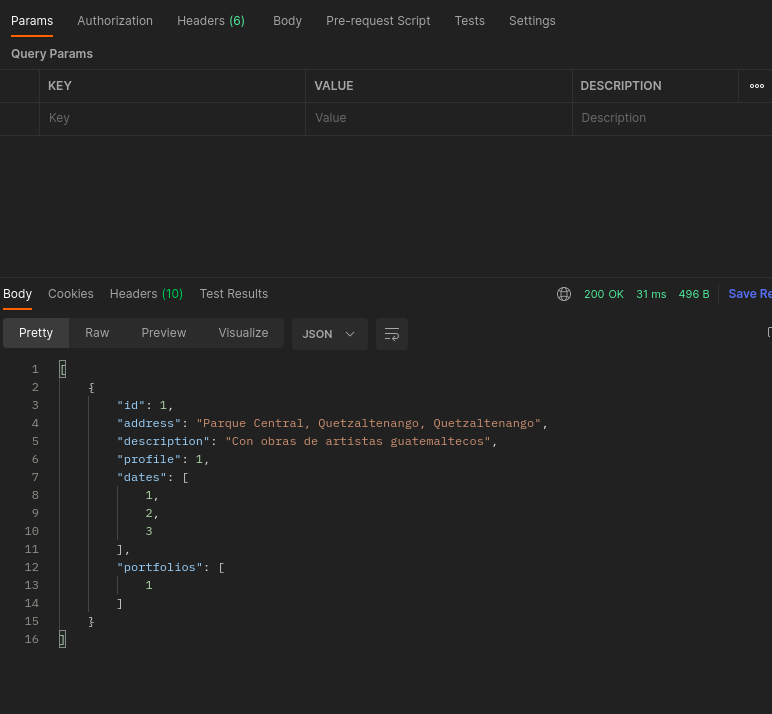 Params Authorization Headers (6) Body Pre-request Script Tests Settings
Query Params
KEY VALUE DESCRIPTION
Key Value Description
Body Cookies Headers (10) Test Results 200 OK 31 ms 496 B Save Re
Pretty Raw Preview Visualize JSON
1 [
2 {
3 "id": 1,
4 "address": "Parque Central, Quetzaltenango, Quetzaltenango",
5 "description": "Con obras de artistas guatemaltecos",
6 "profile": 1,
7 "dates": [
8 1,
9 2,
10 3
11 ],
12 "portfolios": [
13 1
14 ]
15 }
16 ]